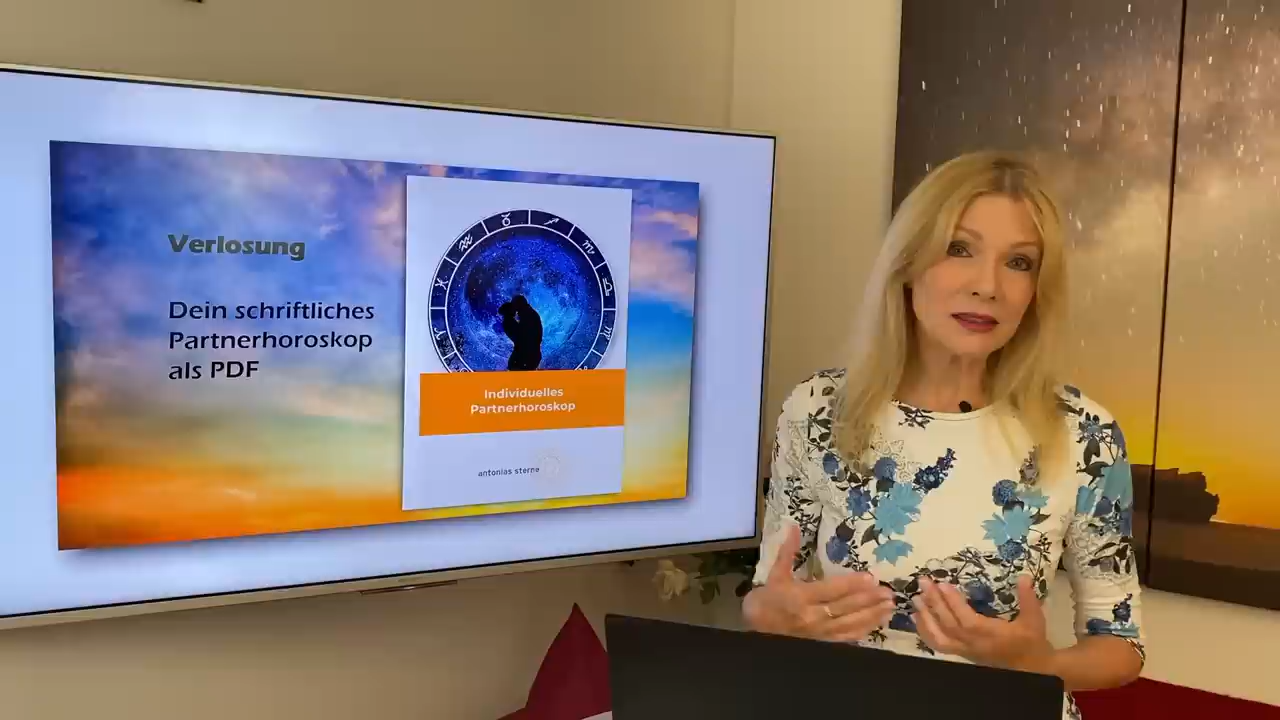 Verlosung
Dein schriftliches
Partnerhoroskop
als PDF
Individuelles
Partnerhoroskop
antonias sterne